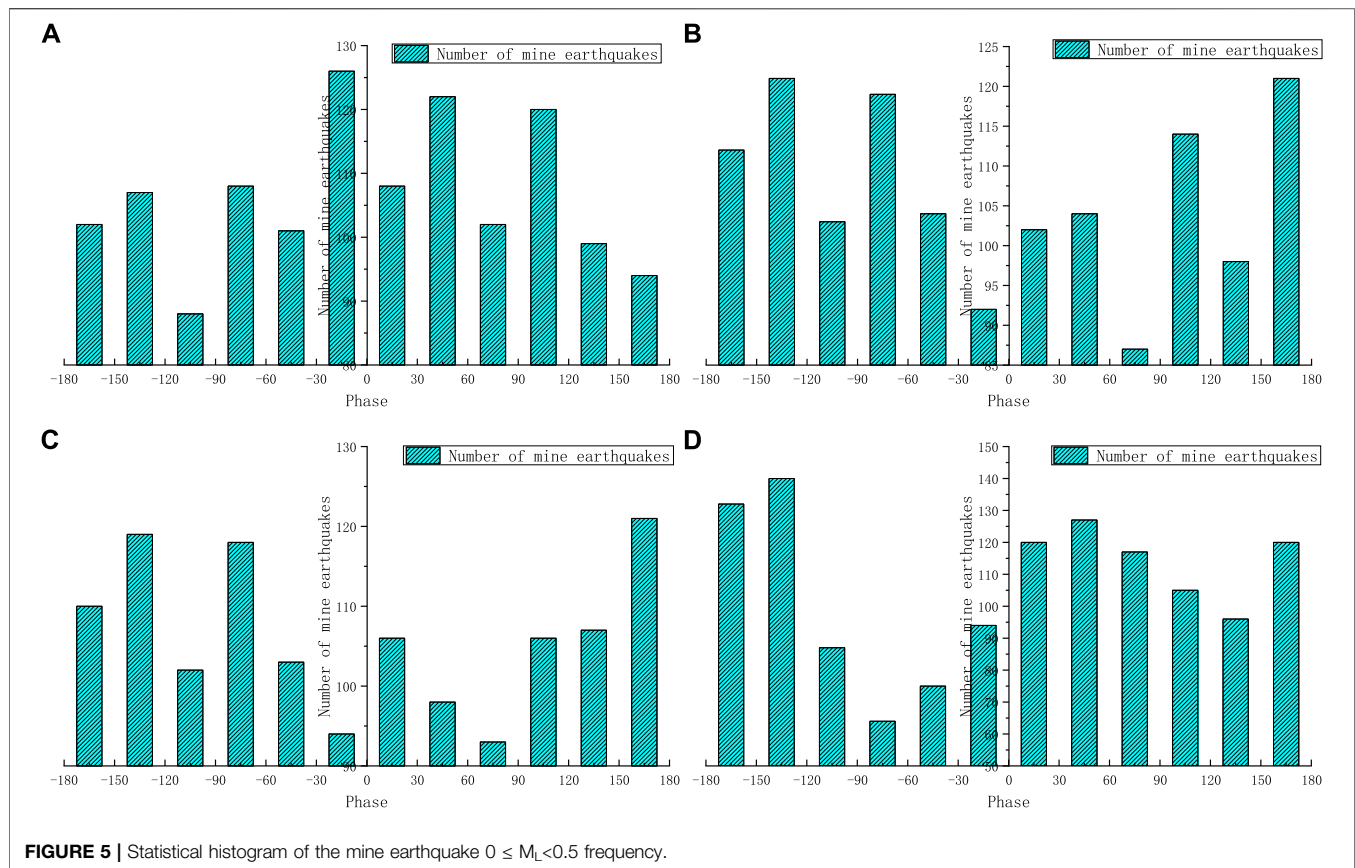 A
Number of mine earthquakes
130
120
110
100
90
80
Number of mine earthquakes
-180 -150 -120 -90 -60 -30 0 30 60 90 120 150 180
Phase
B
Number of mine earthquakes
125
120
115
110
105
100
95
90
85
Number of mine earthquakes
-180 -150 -120 -90 -60 -30 0 30 60 90 120 150 180
Phase
C
Number of mine earthquakes
130
120
110
100
90
Number of mine earthquakes
-180 -150 -120 -90 -60 -30 0 30 60 90 120 150 180
Phase
D
Number of mine earthquakes
150
140
130
120
110
100
90
80
70
60
50
Number of mine earthquakes
-180 -150 -120 -90 -60 -30 0 30 60 90 120 150 180
Phase
FIGURE 5 | Statistical histogram of the mine earthquake 0 ≤ ML<0.5 frequency.